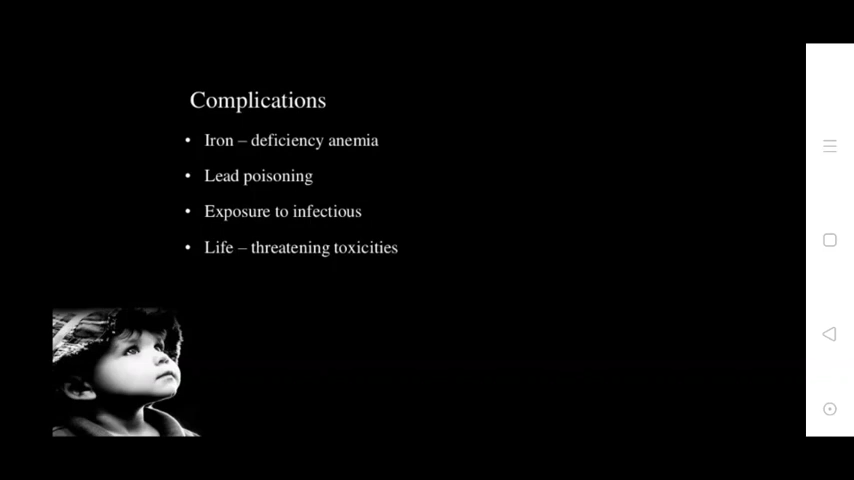 Complications
• Iron – deficiency anemia
• Lead poisoning
• Exposure to infectious
• Life – threatening toxicities